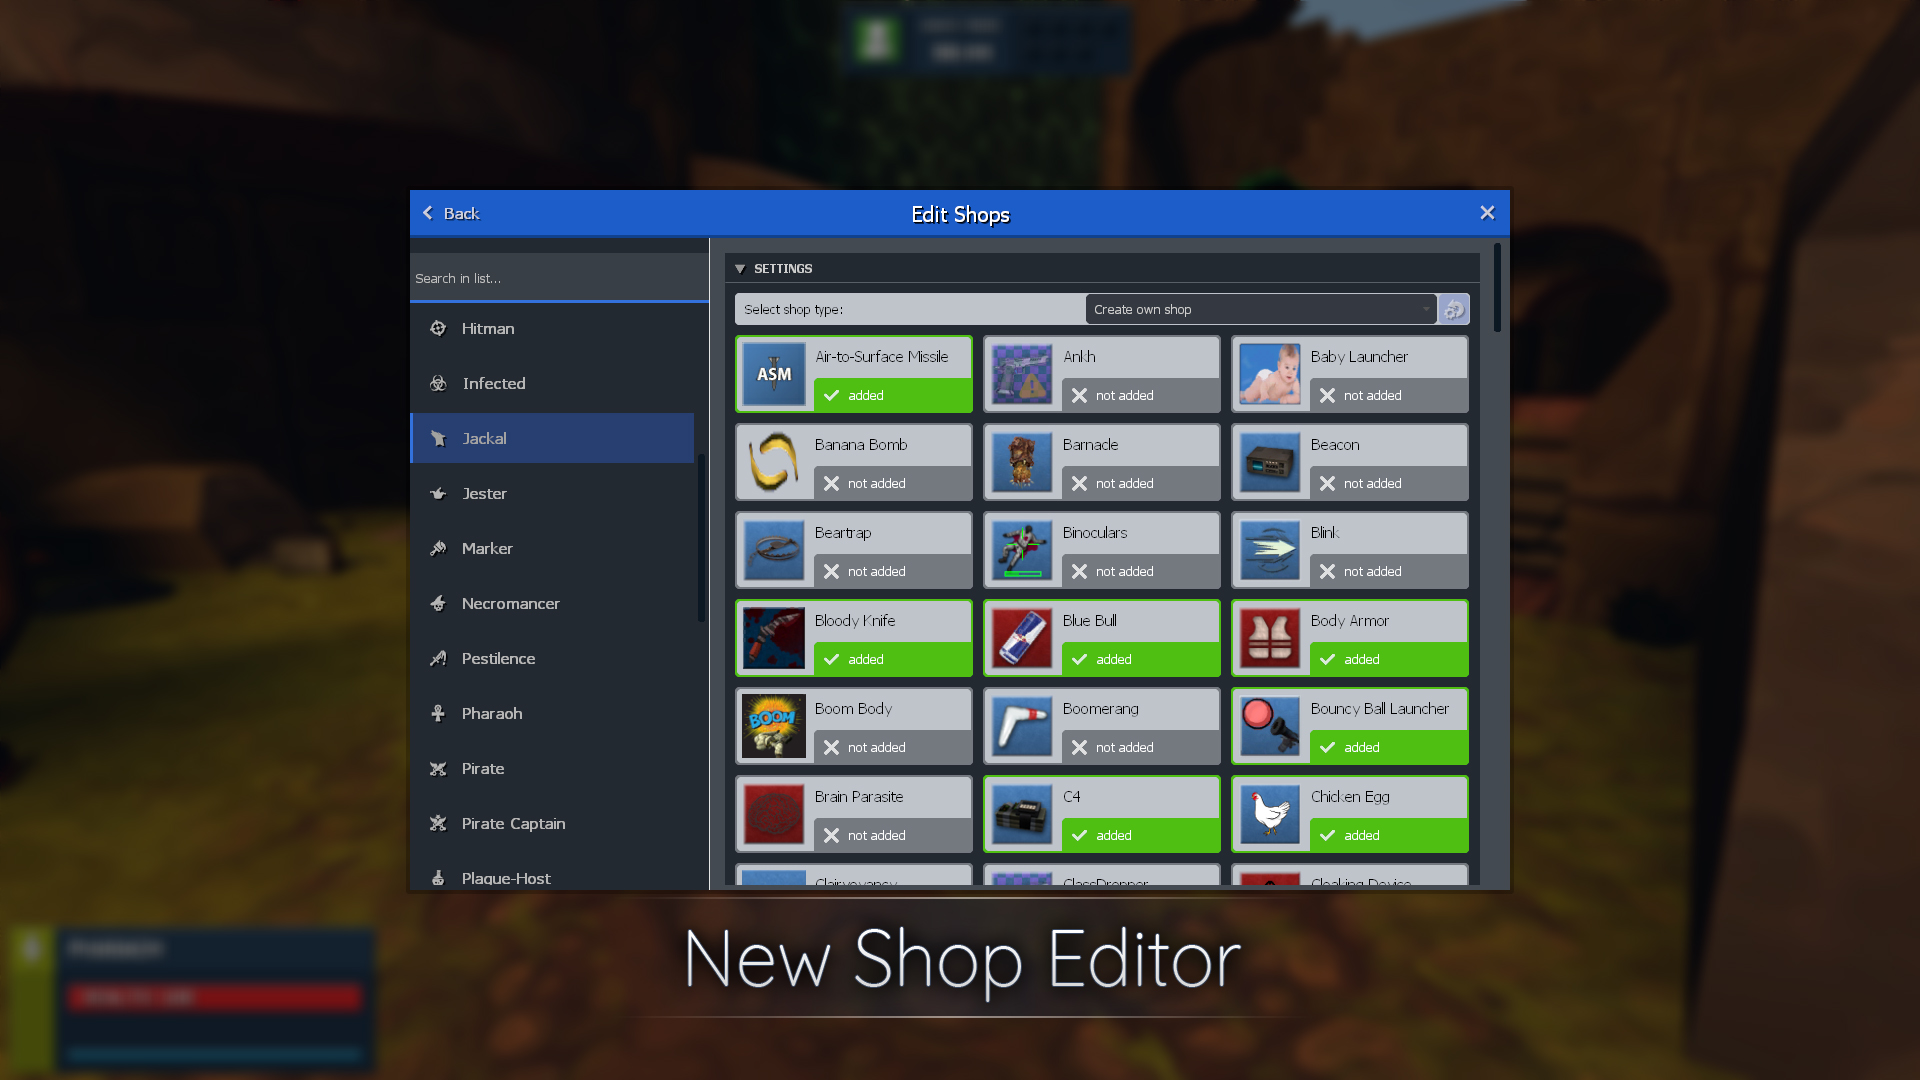 Back
Edit Shops
Search in list...
Hitman
Infected
Jackal
Jester
Marker
Necromancer
Pestilence
Pharaoh
Pirate
Pirate Captain
Plague-Host
SETTINGS
Select shop type:
Create own shop
ASM
Air-to-Surface Missile
added
Ankh
not added
Baby Launcher
not added
Banana Bomb
not added
Barnacle
not added
Beacon
not added
Beartrap
not added
Binoculars
not added
Blink
not added
Bloody Knife
added
Blue Bull
added
Body Armor
added
BOOM
Boom Body
not added
Boomerang
not added
Bouncy Ball Launcher
added
Brain Parasite
not added
C4
added
Chicken Egg
added
Clairvoyancy
ClassDropper
Cloaking Device
New Shop Editor